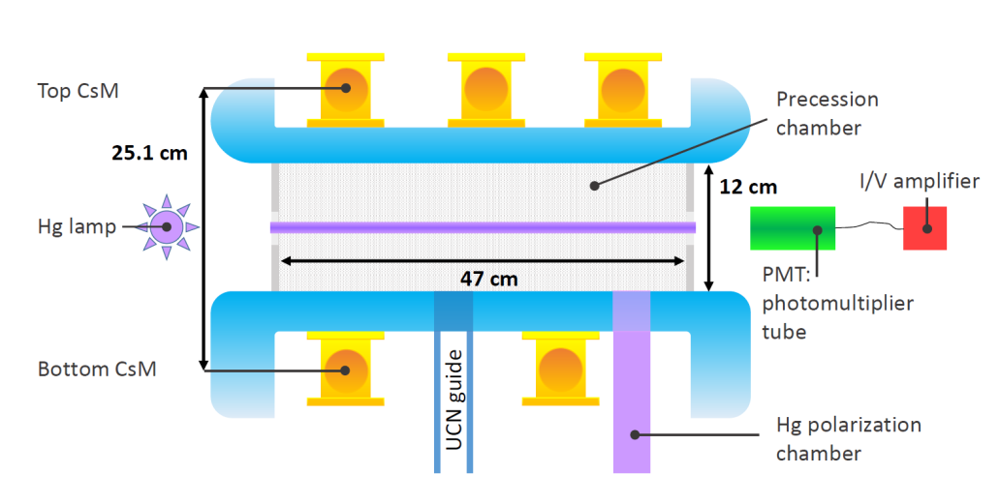 Top CsM
25.1 cm
Hg lamp
Bottom CsM
47 cm
UCN guide
Precession
chamber
12 cm
I/V amplifier
PMT:
photomultiplier
tube
Hg polarization
chamber